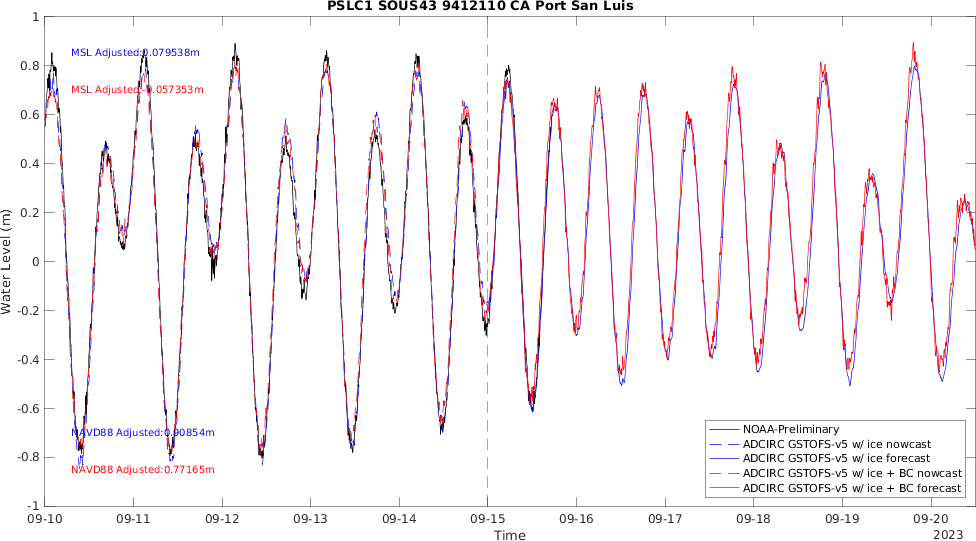 PSLC1 SOUS43 9412110 CA Port San Luis
1
0.8
0.6
0.4
0.2
0
-0.2
-0.4
-0.6
-0.8
-1
Water Level (m)
MSL Adjusted:0.079538m
MSL Adjusted:-0.057353m
NAVD88 Adjusted:0.90854m
NAVD88 Adjusted:0.77165m
NOAA-Preliminary
ADCIRC GSTOFS-v5 w/ ice nowcast
ADCIRC GSTOFS-v5 w/ ice forecast
ADCIRC GSTOFS-v5 w/ ice + BC nowcast
ADCIRC GSTOFS-v5 w/ ice + BC forecast
09-10 09-11 09-12 09-13 09-14 09-15 09-16 09-17 09-18 09-19 09-20
Time
2023